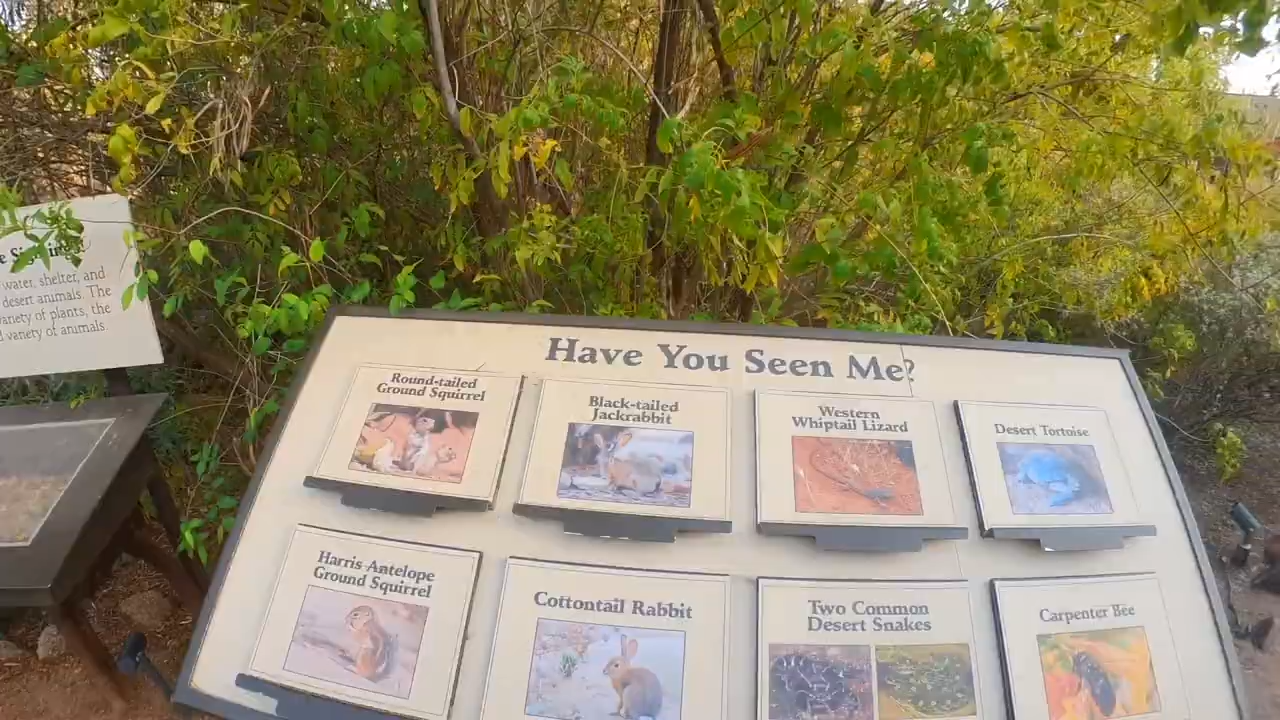 water, shelter, and
desert animals. The
variety of plants, the
variety of animals.
Have You Seen Me?
Round-tailed
Ground Squirrel
Black-tailed
Jackrabbit
Western
Whiptail Lizard
Desert Tortoise
Harris Antelope
Ground Squirrel
Cottontail Rabbit
Two Common
Desert Snakes
Carpenter Bee